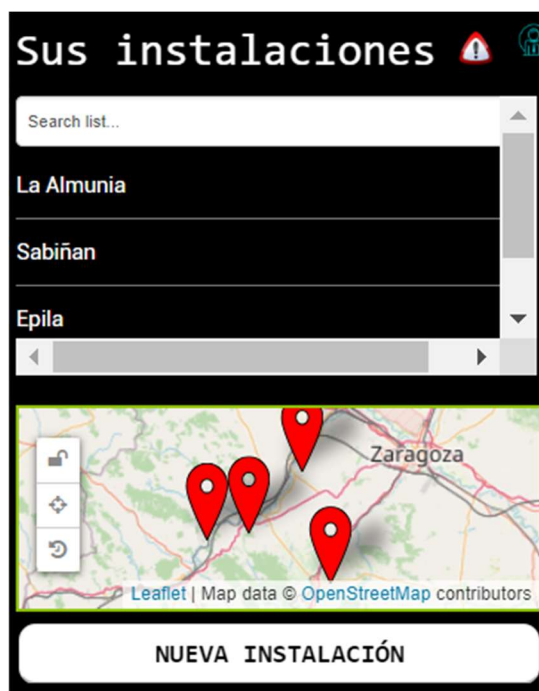 Sus instalaciones
Search list...
La Almunia
Sabiñan
Epila
Zaragoza
Leaflet | Map data © OpenStreetMap contributors
NUEVA INSTALACIÓN